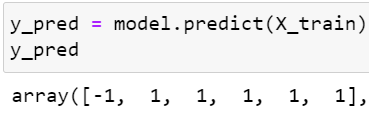 y_pred = model.predict(X_train)
y_pred
array([-1, 1, 1, 1, 1, 1],